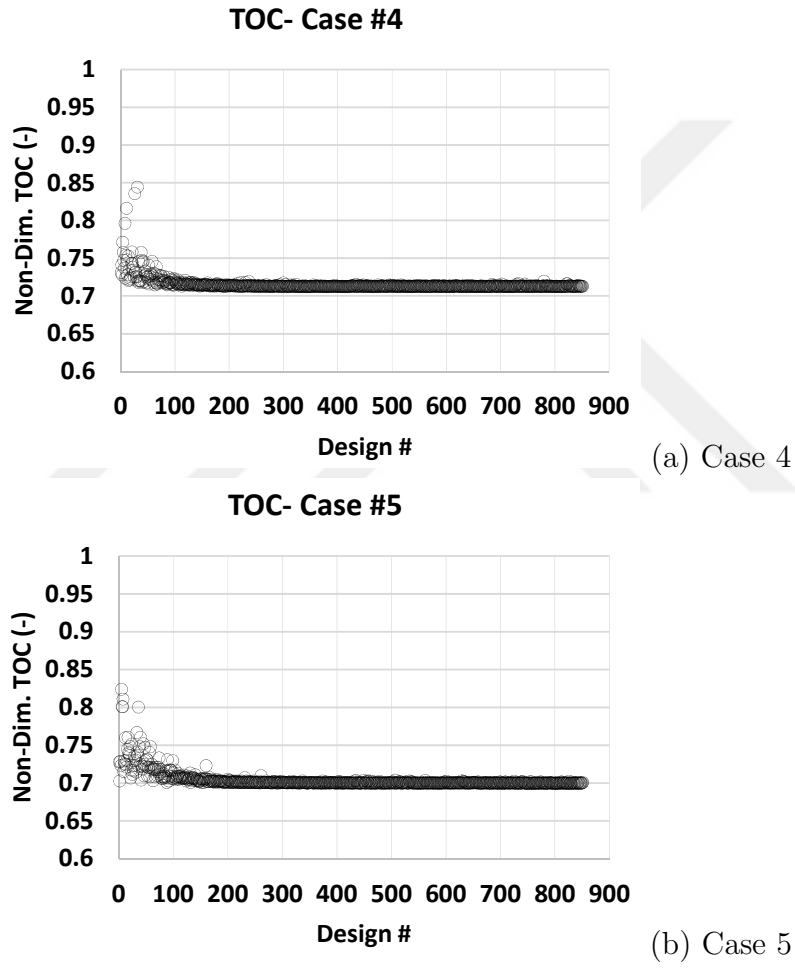 TOC- Case #4
1
0.95
0.9
0.85
0.8
0.75
0.7
0.65
0.6
Non-Dim. TOC (-)
0 100 200 300 400 500 600 700 800 900
Design #
(a) Case 4
TOC- Case #5
1
0.95
0.9
0.85
0.8
0.75
0.7
0.65
0.6
Non-Dim. TOC (-)
0 100 200 300 400 500 600 700 800 900
Design #
(b) Case 5